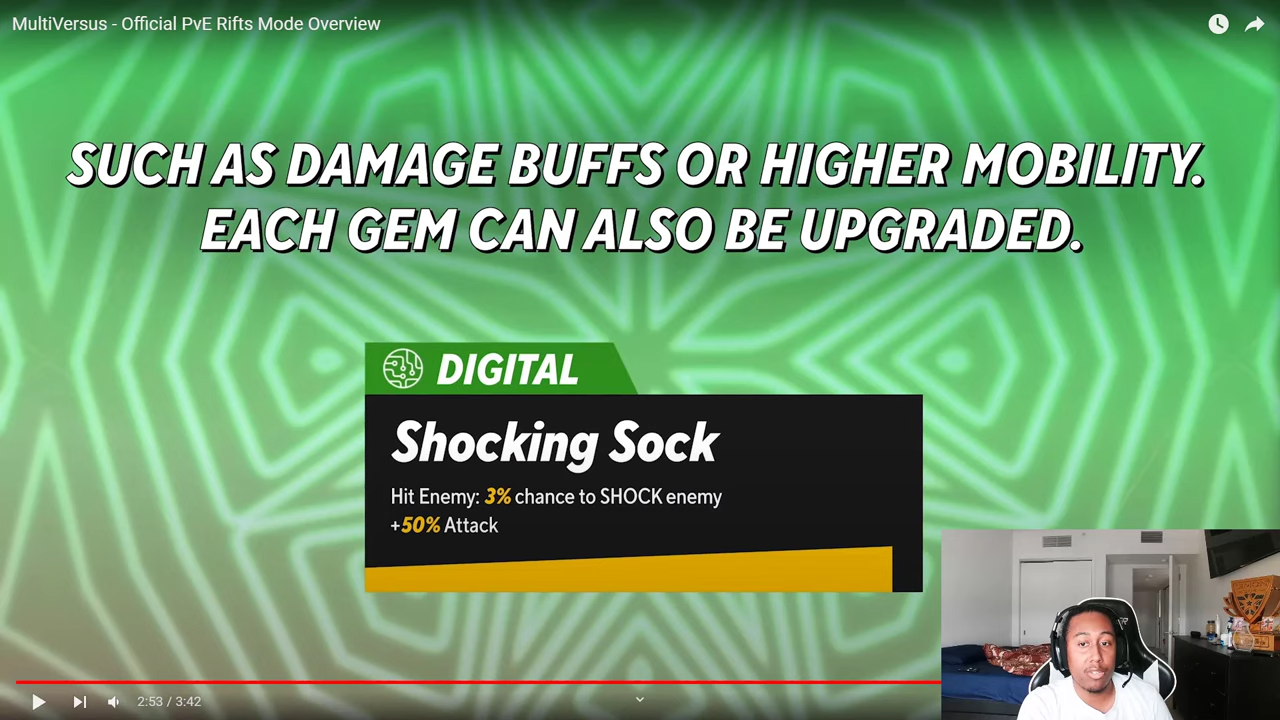 MultiVersus - Official PvE Rifts Mode Overview
SUCH AS DAMAGE BUFFS OR HIGHER MOBILITY.
EACH GEM CAN ALSO BE UPGRADED.
DIGITAL
Shocking Sock
Hit Enemy: 3% chance to SHOCK enemy
+50% Attack
2:53 / 3:42